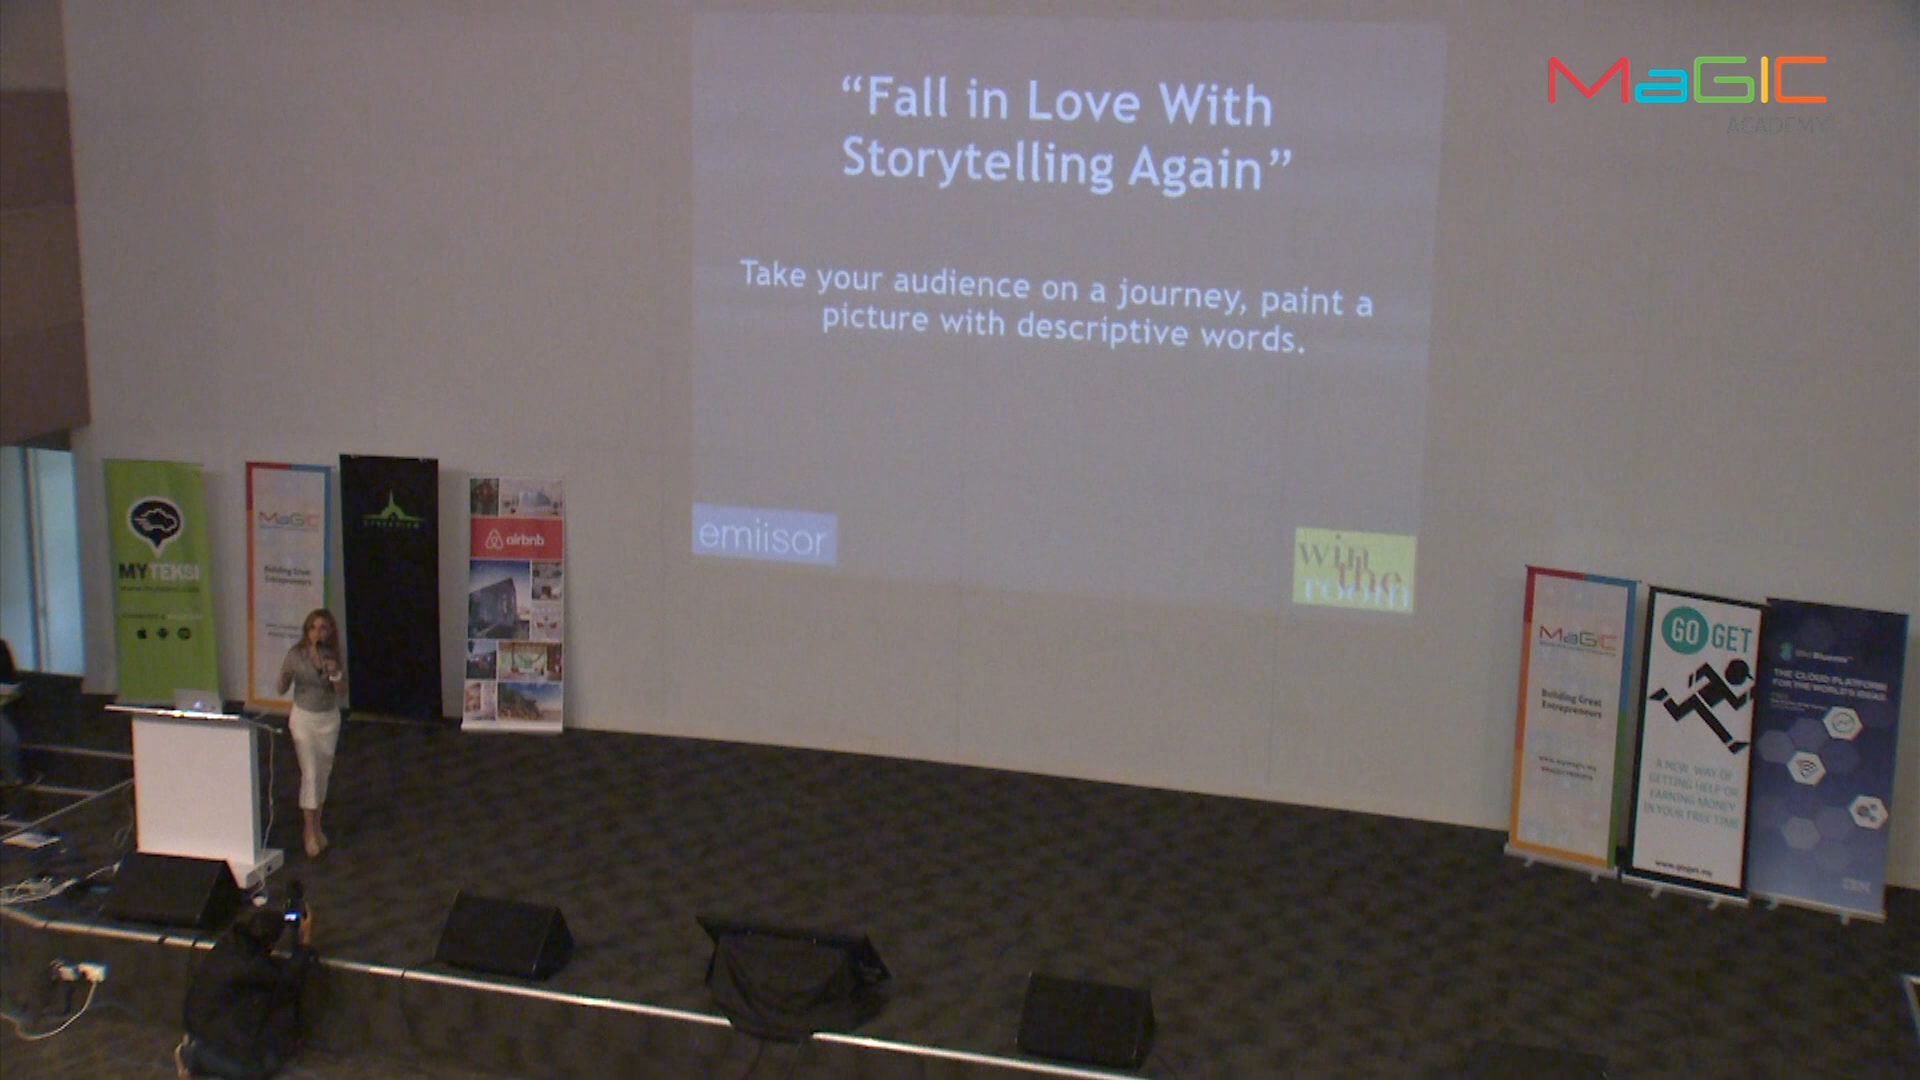 “Fall in Love With
Storytelling Again”
Take your audience on a journey, paint a
picture with descriptive words.
emiisor
win
the
room
MaGIC
ACADEMY
MYTEKSI
MaGIC
Building Great
Entrepreneurs
airbnb
MaGIC
Building Great
Entrepreneurs
GO GET
A NEW WAY OF
GETTING HELP OR
EARNING MONEY
IN YOUR FREE TIME
IBM Bluemix™
THE CLOUD PLATFORM
FOR THE WORLD'S IDEAS.
IBM